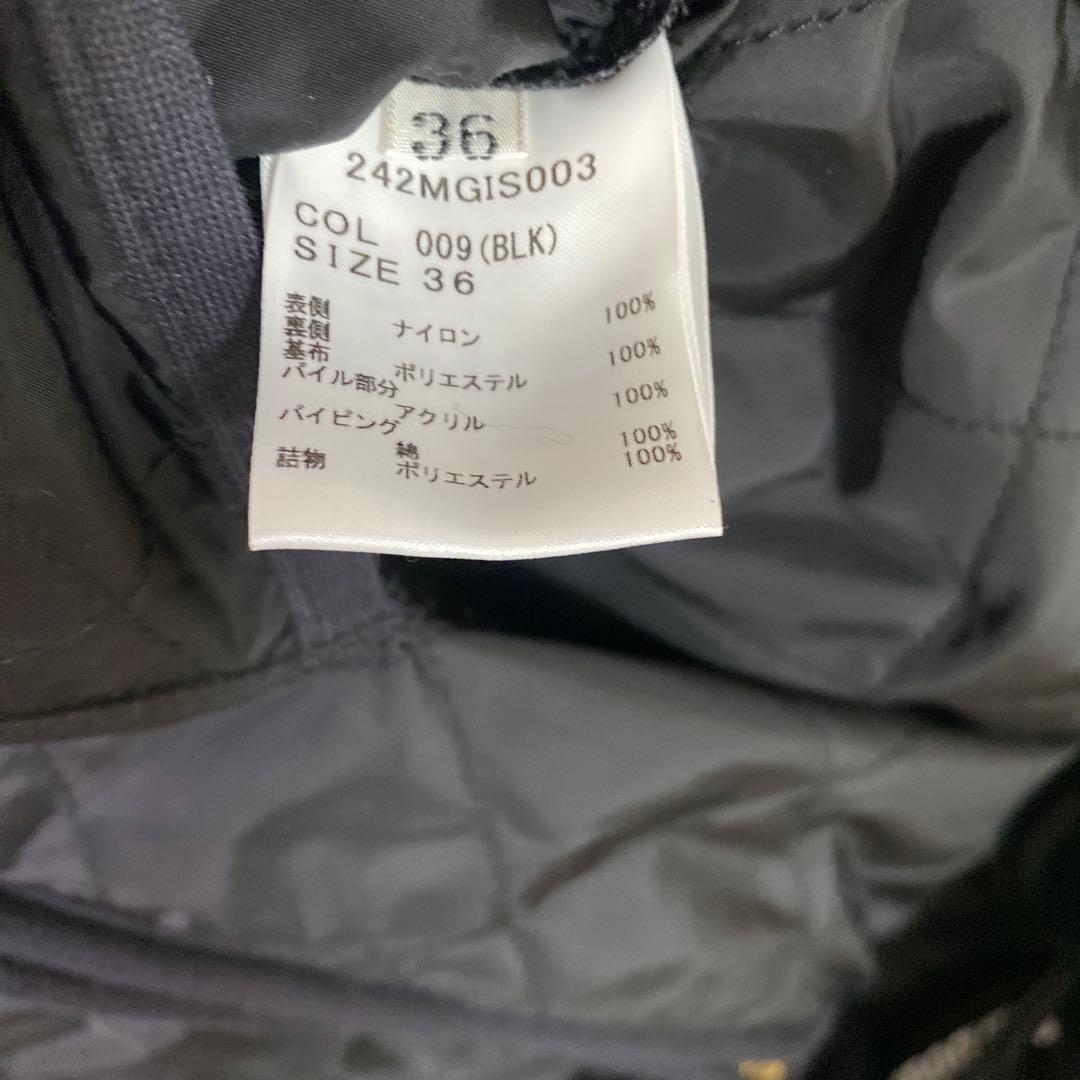 36
242MGIS003
COL 009(BLK)
SIZE 36
表側 ナイロン 100%
裏側
基布 ポリエステル 100%
パイル部分 アクリル 100%
パイピング 綿 100%
詰物 ポリエステル 100%